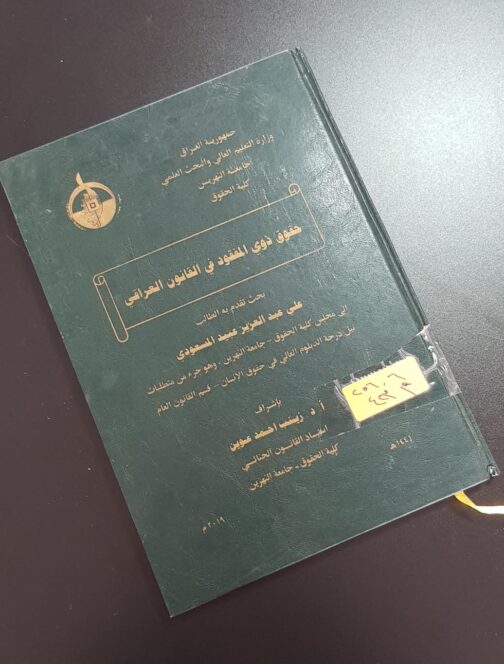 جمهورية العراق
وزارة التعليم العالي والبحث العلمي
جامعة النهرين
كلية الحقوق
حقوق ذوي المفقود في القانون العراقي
بحث تقدم به الطالب
علي عبد العزيز عبيد المسعودي
الى مجلس كلية الحقوق - جامعة النهرين ، وهو جزء من متطلبات
نيل درجة الدبلوم العالي في حقوق الإنسان - قسم القانون العام
بإشراف
أ. د. زينب احمد عوين
استاذ القانون الجنائي
كلية الحقوق - جامعة النهرين
١٤٤١هـ
٢٠١٩م